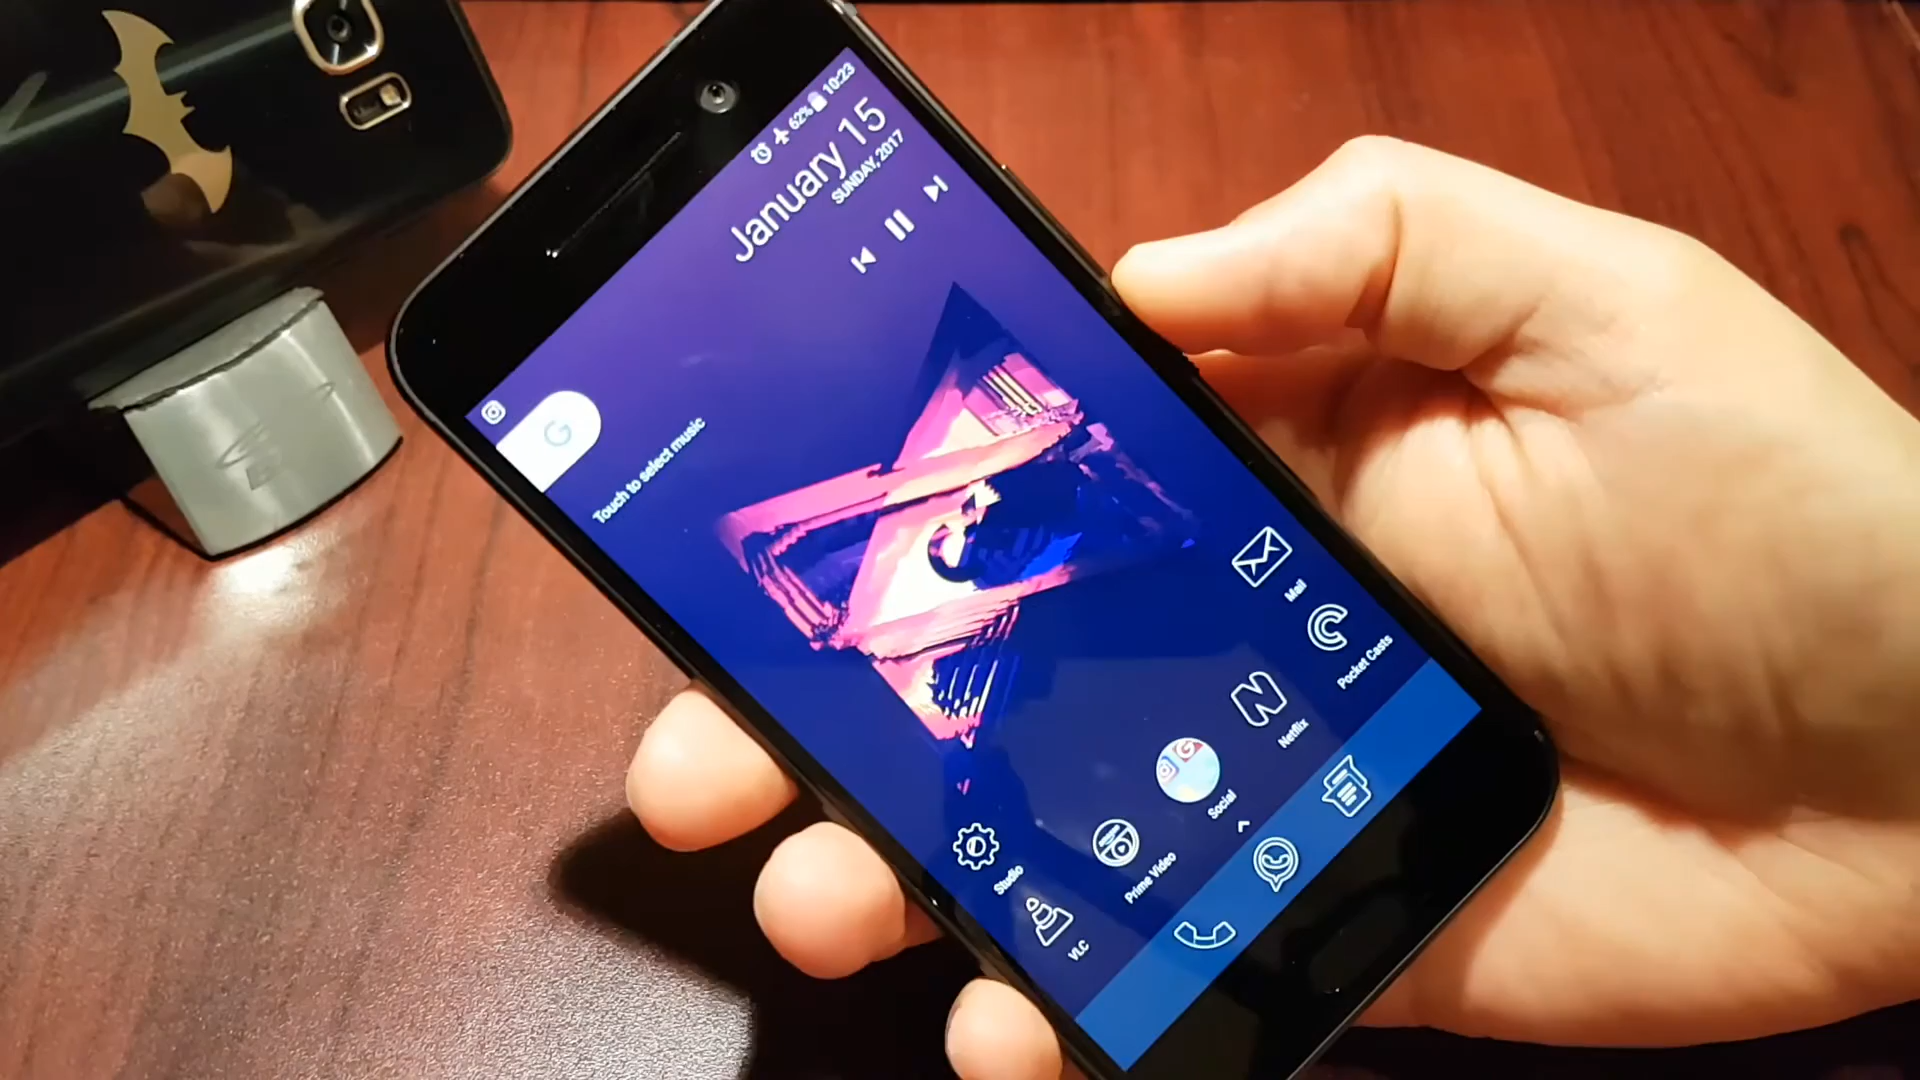 62% 10:23
January 15
SUNDAY, 2017
G
Touch to select music
Mail
Pocket Casts
Netflix
Social
Prime Video
Studio
VLC